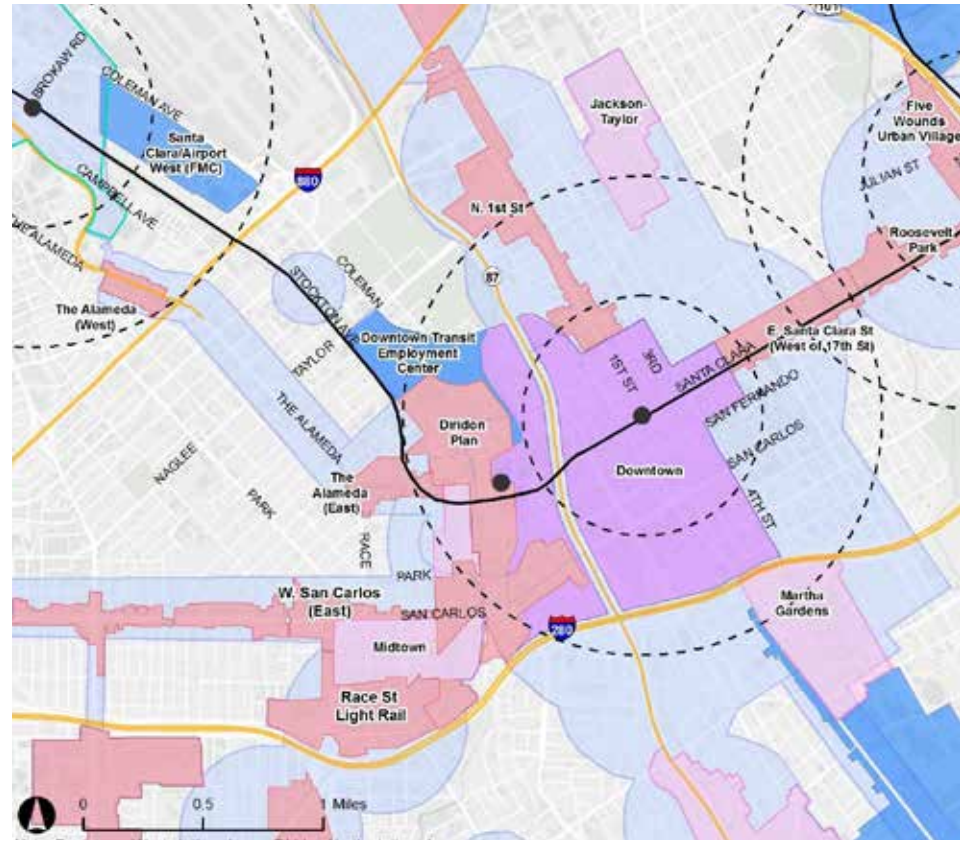 101
BROKAW RD
COLEMAN AVE
Santa
Clara/Airport
West (FMC)
880
CAMPBELL AVE
THE ALAMEDA
The Alameda
(West)
Jackson-
Taylor
Five
Wounds
Urban Village
JULIAN ST
N. 1st St
Roosevelt
Park
87
COLEMAN
STOCKTON AVE
Downtown Transit
Employment
Center
TAYLOR
E. Santa Clara St
(West of 17th St)
1ST ST
3RD
SANTA CLARA
SAN FERNANDO
SAN CARLOS
THE ALAMEDA
Diridon
Plan
Downtown
NAGLEE
PARK
The
Alameda
(East)
4TH ST
RACE
PARK
W. San Carlos
(East)
SAN CARLOS
280
Martha
Gardens
Midtown
Race St
Light Rail
0 0.5 1 Miles